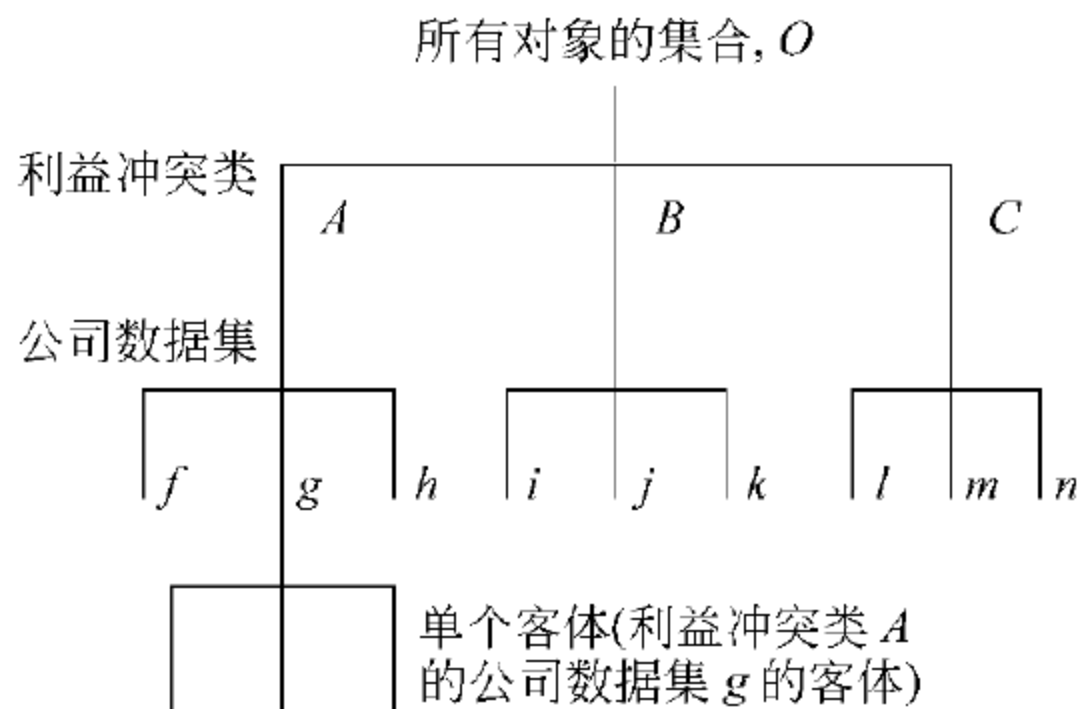 所有对象的集合, O
利益冲突类
A
B
C
公司数据集
f
g
h
i
j
k
l
m
n
单个客体(利益冲突类 A
的公司数据集 g 的客体)